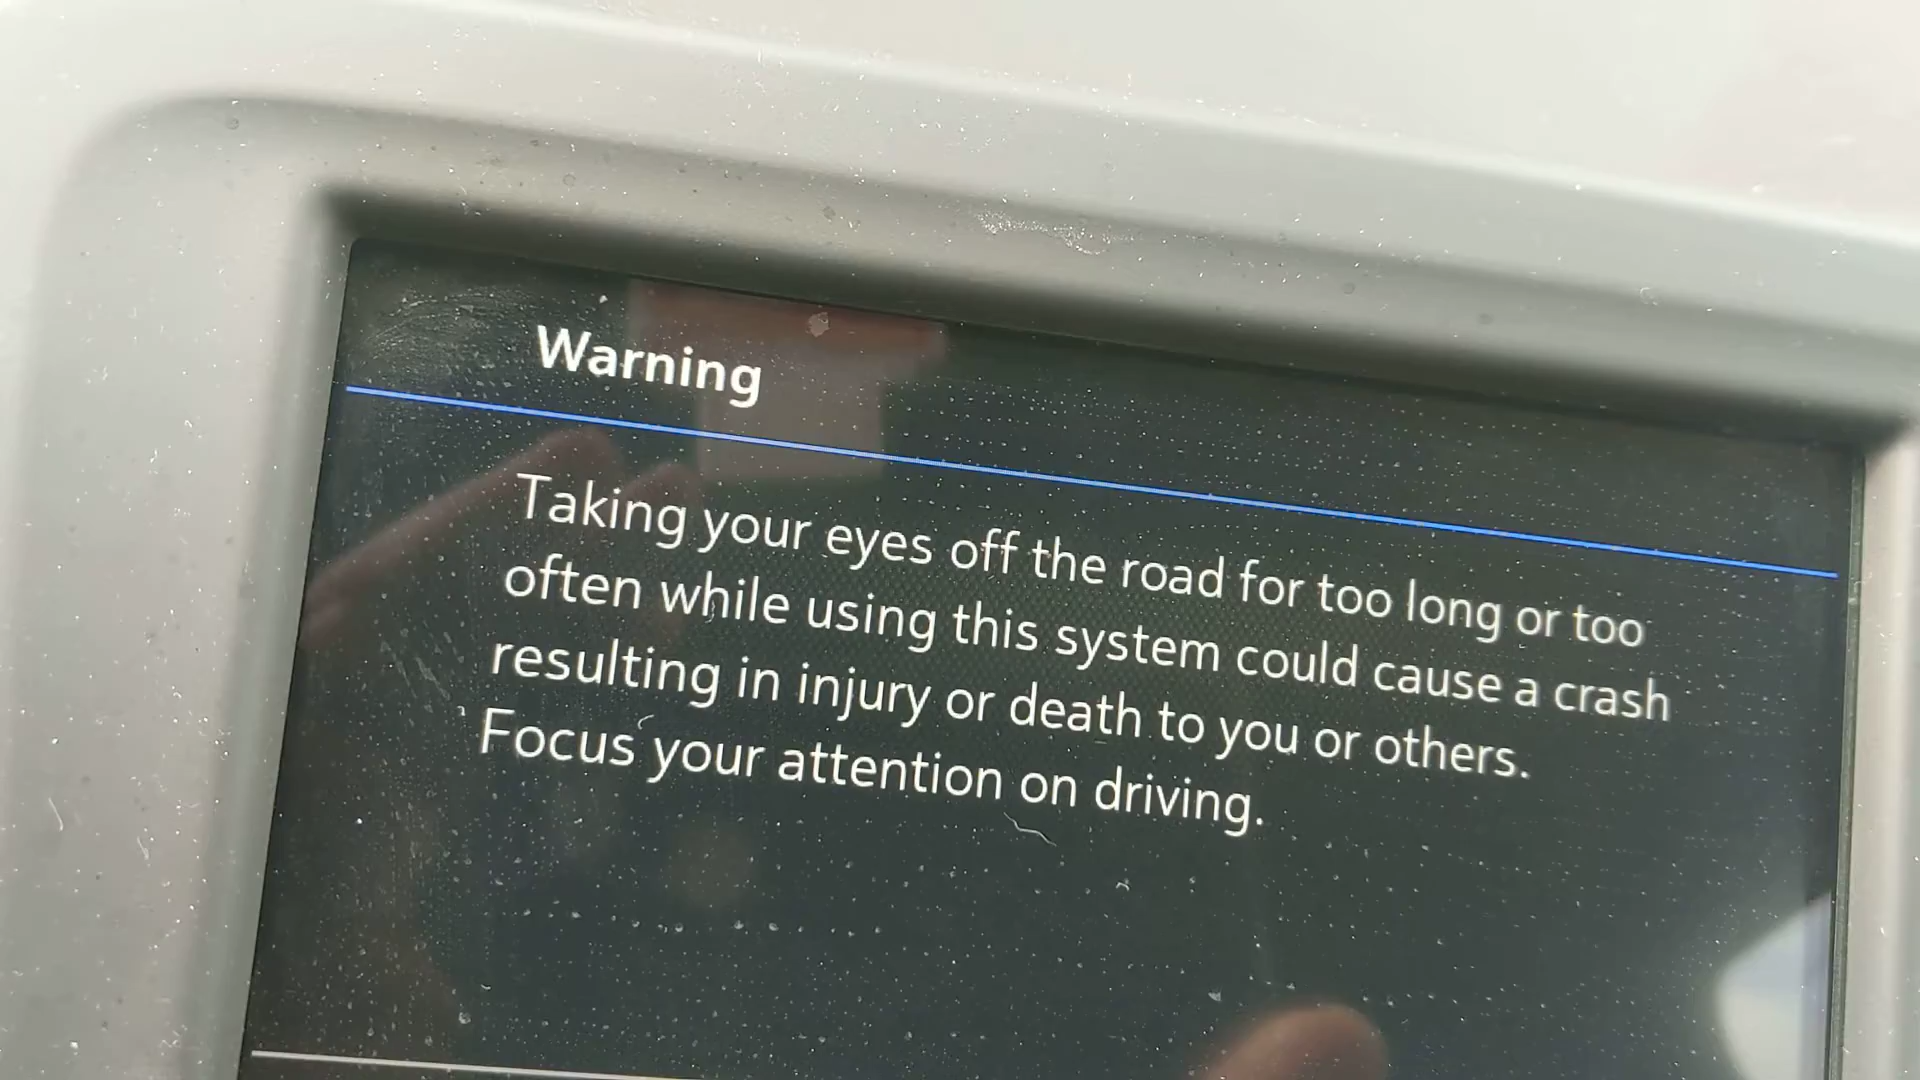 Warning
Taking your eyes off the road for too long or too
often while using this system could cause a crash
resulting in injury or death to you or others.
Focus your attention on driving.